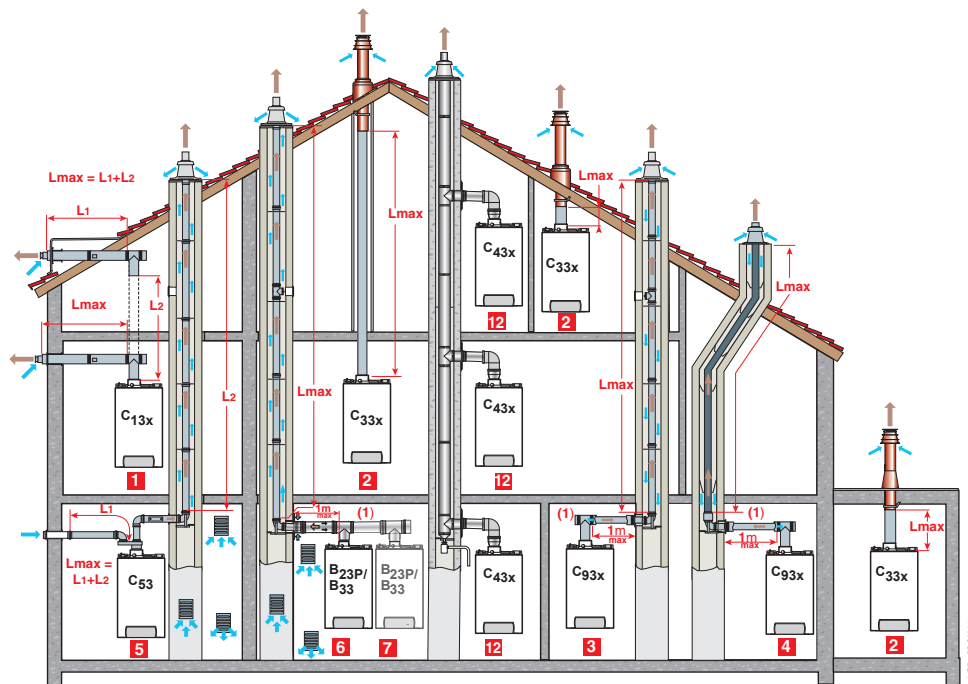 Lmax = L1+L2
L1
Lmax
L2
C13x
1
L2
Lmax
Lmax
C33x
2
C43x
12
Lmax
C33x
2
C43x
12
Lmax
Lmax
L1
Lmax =
L1+L2
C53
5
1m
max
(1)
B23P/
B33
6
B23P/
B33
7
C43x
12
(1)
1m
max
C93x
3
(1)
1m
max
C93x
4
Lmax
C33x
2